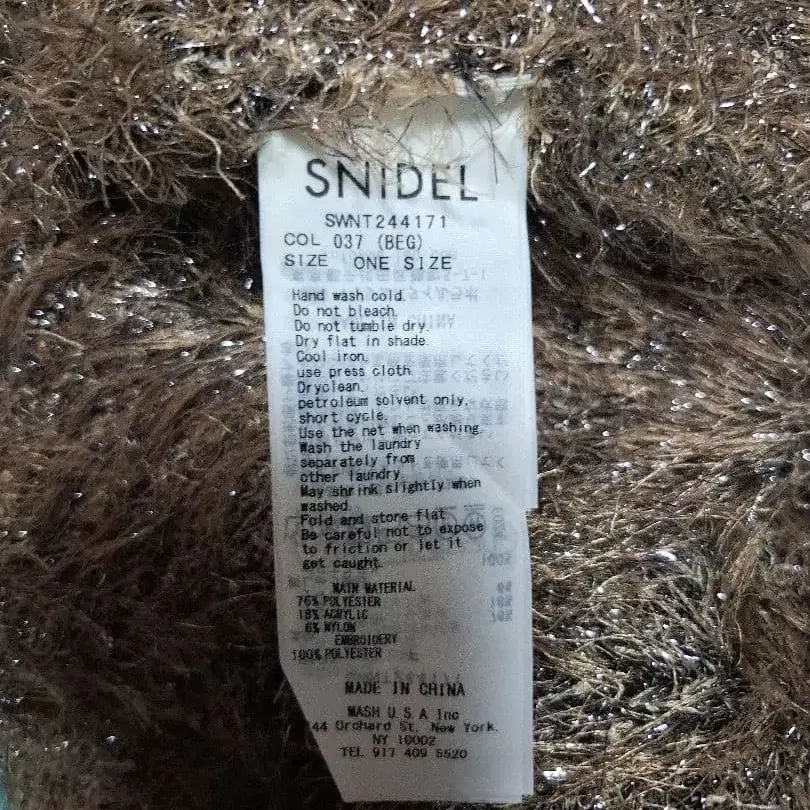 SNIDEL
SWNT244171
COL 037 (BEG)
SIZE ONE SIZE
Hand wash cold.
Do not bleach.
Do not tumble dry.
Dry flat in shade.
Cool iron.
use press cloth
Dryclean.
petroleum solvent only,
short cycle.
Use the net when washing.
Wash the laundry
separately from
other laundry
May shrink slightly when
washed.
Fold and store flat.
Be careful not to expose
to friction or let it
get caught.
MAIN MATERIAL
76% POLYESTER
18% ACRYLIC
6% NYLON
EMBROIDERY
100% POLYESTER
MADE IN CHINA
MASH U.S.A Inc
44 Orchard St, New York.
NY 10002
TEL 917 409 5520